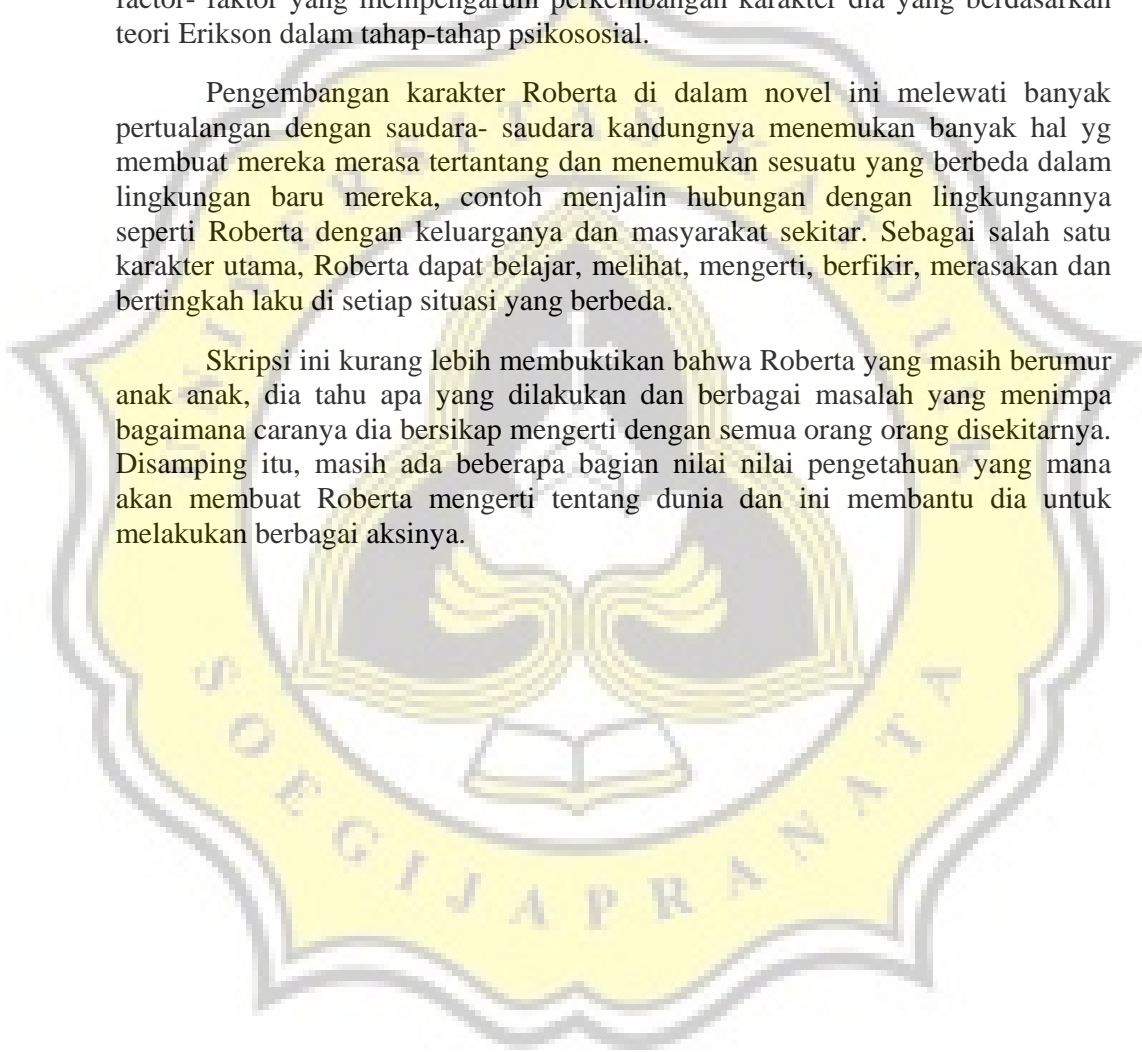 factor- faktor yang mempengaruhi perkembangan karakter dia yang berdasarkan
teori Erikson dalam tahap-tahap psikososial.
Pengembangan karakter Roberta di dalam novel ini melewati banyak
pertualangan dengan saudara- saudara kandungnya menemukan banyak hal yg
membuat mereka merasa tertantang dan menemukan sesuatu yang berbeda dalam
lingkungan baru mereka, contoh menjalin hubungan dengan lingkungannya
seperti Roberta dengan keluarganya dan masyarakat sekitar. Sebagai salah satu
karakter utama, Roberta dapat belajar, melihat, mengerti, berfikir, merasakan dan
bertingkah laku di setiap situasi yang berbeda.
Skripsi ini kurang lebih membuktikan bahwa Roberta yang masih berumur
anak anak, dia tahu apa yang dilakukan dan berbagai masalah yang menimpa
bagaimana caranya dia bersikap mengerti dengan semua orang orang disekitarnya.
Disamping itu, masih ada beberapa bagian nilai nilai pengetahuan yang mana
akan membuat Roberta mengerti tentang dunia dan ini membantu dia untuk
melakukan berbagai aksinya.
SOEGIJAPRANATA